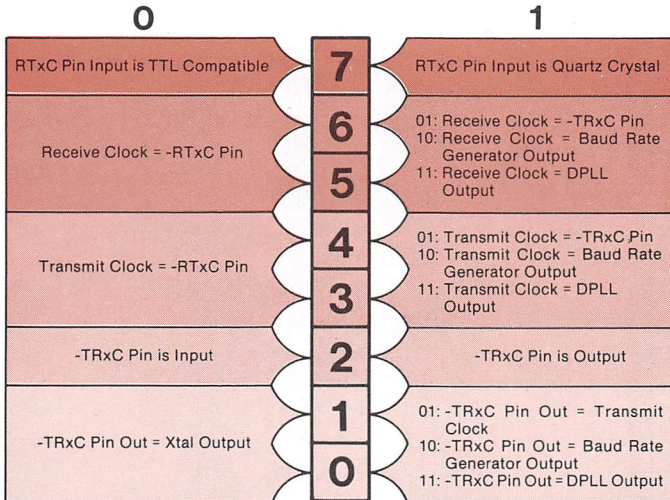 0
1
RTxC Pin Input is TTL Compatible
7
RTxC Pin Input is Quartz Crystal
Receive Clock = -RTxC Pin
6
5
01: Receive Clock = -TRxC Pin
10: Receive Clock = Baud Rate
Generator Output
11: Receive Clock = DPLL
Output
Transmit Clock = -RTxC Pin
4
3
01: Transmit Clock = -TRxC Pin
10: Transmit Clock = Baud Rate
Generator Output
11: Transmit Clock = DPLL
Output
-TRxC Pin is Input
2
-TRxC Pin is Output
-TRxC Pin Out = Xtal Output
1
0
01: -TRxC Pin Out = Transmit
Clock
10: -TRxC Pin Out = Baud Rate
Generator Output
11: -TRxC Pin Out = DPLL Output